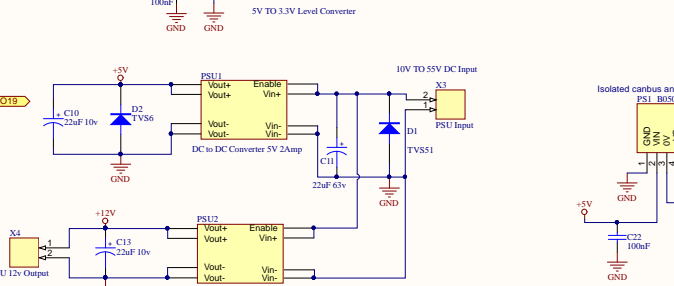 100nF
GND
GND
5V TO 3.3V Level Converter
10V TO 55V DC Input
+5V
PSU1
X3
Isolated canbus an
PS1
O19
Vout+
Vout+
Enable
Vin+
2
1
PSU Input
C10
22uF 10v
D2
TVS6
Vout-
Vout-
Vin-
Vin-
D1
TVS51
GND
VIN
0V
DC to DC Converter 5V 2Amp
C11
22uF 63v
1
2
3
4
GND
GND
GND
+12V
PSU2
+5V
X4
1
2
C13
22uF 10v
Vout+
Vout+
Enable
Vin+
C22
100nF
U 12v Output
Vout-
Vout-
Vin-
Vin-
GND